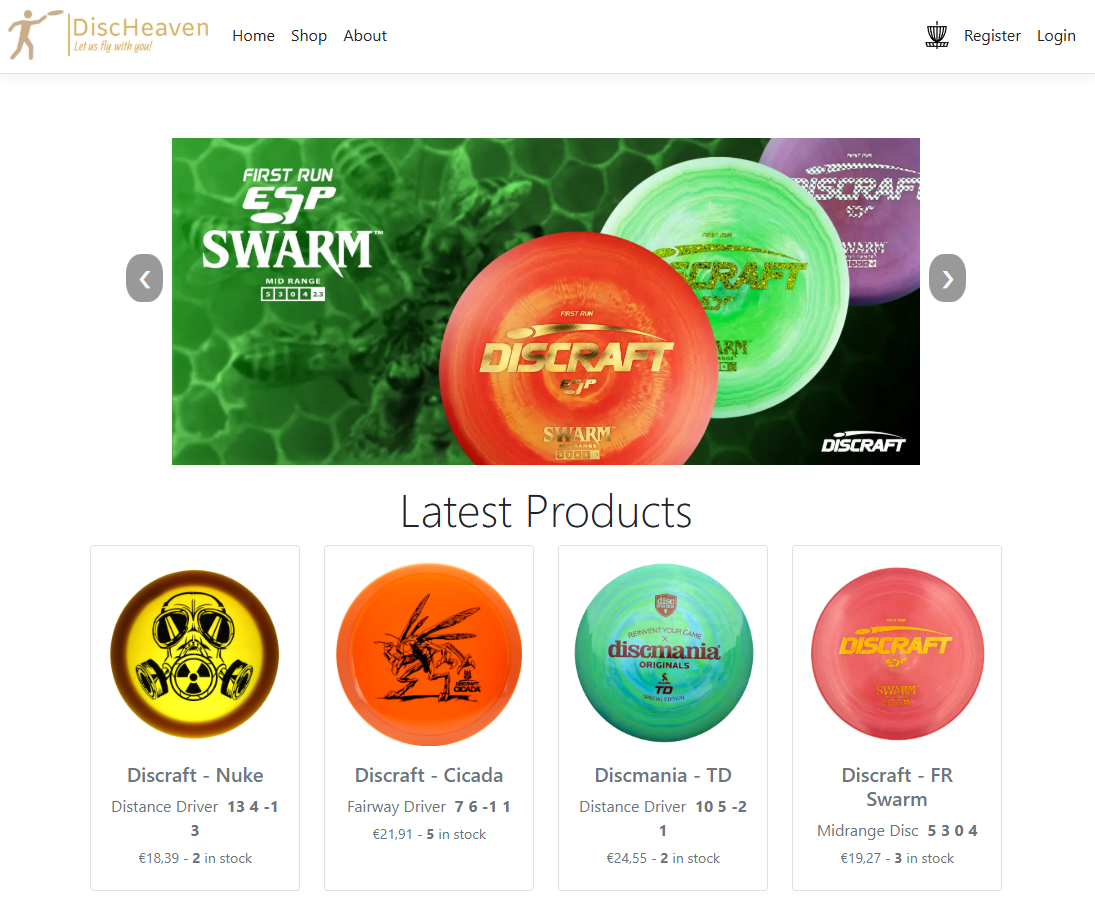 DiscHeaven
Let us fly with you!
Home Shop About
Register Login
FIRST RUN
ESP
SWARM™
MID RANGE
5 3 0 4 2.3
DISCRAFT
SWARM
FIRST RUN
DISCRAFT
ESP
SWARM
DISCRAFT
❮
❯
Latest Products
DISCRAFT
CICADA
REINVENT YOUR GAME
X
discmania
ORIGINALS
TD
SPECIAL EDITION
DISCRAFT
ESP
SWARM
Discraft - Nuke
Distance Driver 13 4 -1
3
€18,39 - 2 in stock
Discraft - Cicada
Fairway Driver 7 6 -1 1
€21,91 - 5 in stock
Discmania - TD
Distance Driver 10 5 -2
1
€24,55 - 2 in stock
Discraft - FR
Swarm
Midrange Disc 5 3 0 4
€19,27 - 3 in stock